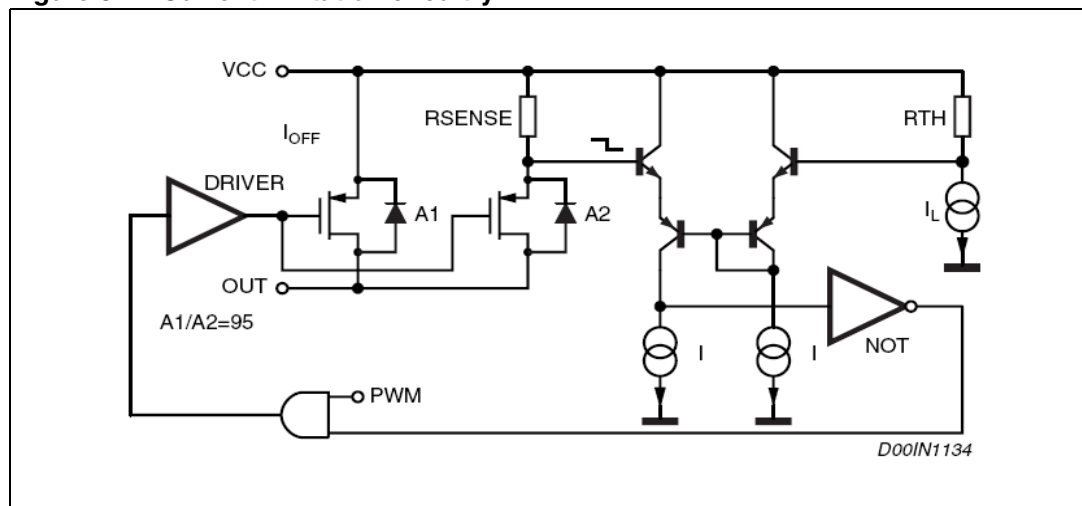 VCC
RSENSE
RTH
IOFF
DRIVER
A1
A2
IL
OUT
A1/A2=95
I
I
NOT
PWM
D00IN1134